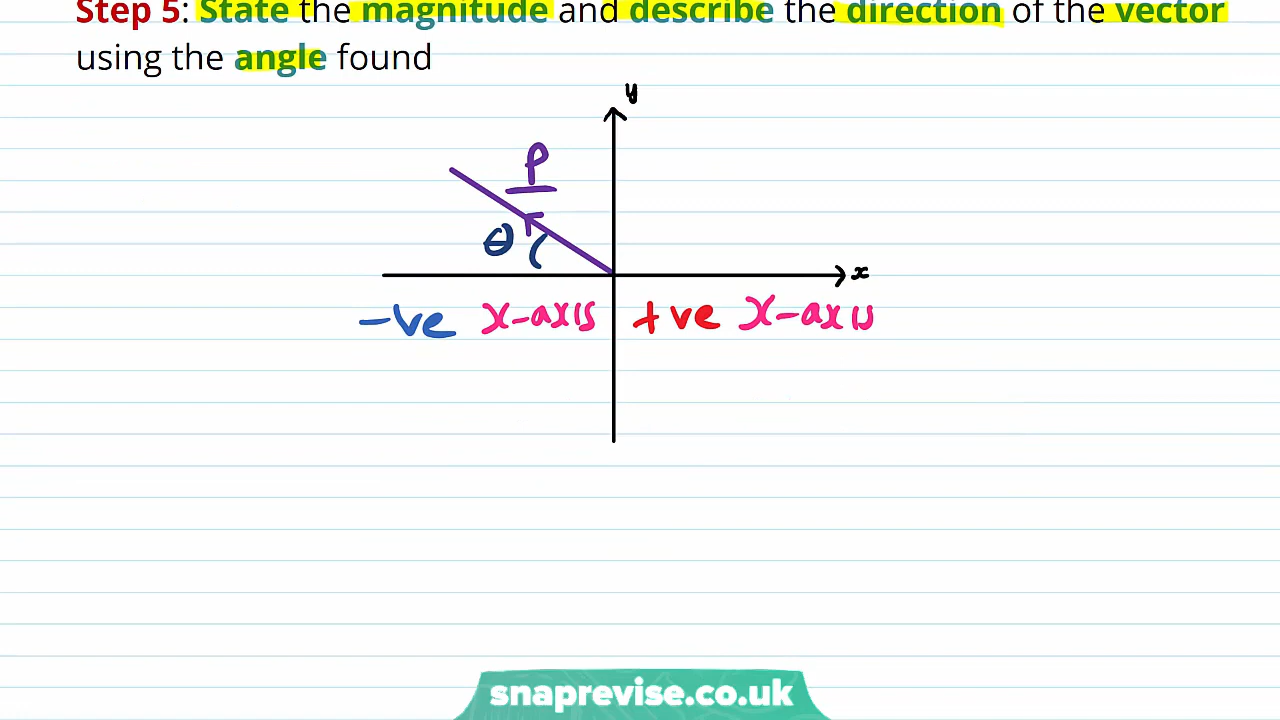 Step 5: State the magnitude and describe the direction of the vector
using the angle found
y
p
θ
x
-ve x-axis +ve x-axis
snaprevise.co.uk